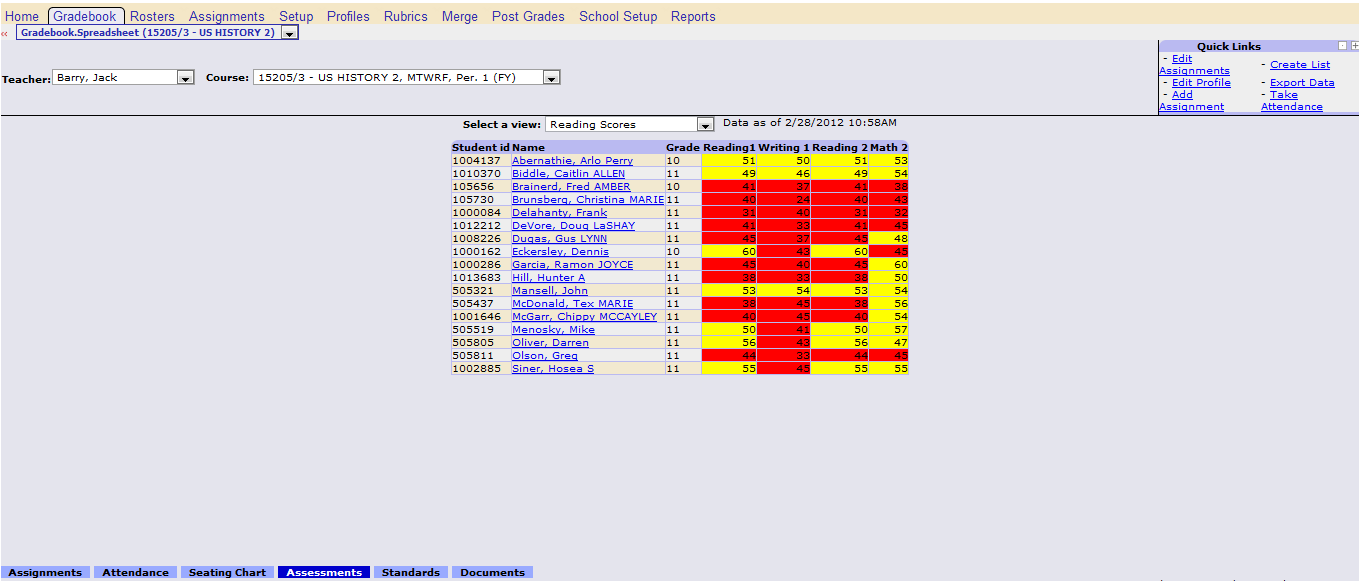 Home Gradebook Rosters Assignments Setup Profiles Rubrics Merge Post Grades School Setup Reports
« Gradebook.Spreadsheet (15205/3 - US HISTORY 2)
Quick Links
- Edit Assignments - Create List
- Edit Profile - Export Data
- Add Assignment - Take Attendance
Teacher: Barry, Jack Course: 15205/3 - US HISTORY 2, MTWRF, Per. 1 (FY)
Select a view: Reading Scores Data as of 2/28/2012 10:58AM
Student id Name Grade Reading1 Writing 1 Reading 2 Math 2
1004137 Abernathie, Arlo Perry 10 51 50 51 53
1010370 Biddle, Caitlin ALLEN 11 49 46 49 54
105656 Brainerd, Fred AMBER 10 41 37 41 38
105730 Brunsberg, Christina MARIE 11 40 24 40 43
1000084 Delahanty, Frank 11 31 40 31 32
1012212 DeVore, Doug LaSHAY 11 41 33 41 45
1008226 Dugas, Gus LYNN 11 45 37 45 48
1000162 Eckersley, Dennis 10 60 43 60 45
1000286 Garcia, Ramon JOYCE 11 45 40 45 60
1013683 Hill, Hunter A 11 38 33 38 50
505321 Mansell, John 11 53 54 53 54
505437 McDonald, Tex MARIE 11 38 45 38 56
1001646 McGarr, Chippy MCCAYLEY 11 40 45 40 54
505519 Menosky, Mike 11 50 41 50 57
505805 Oliver, Darren 11 56 43 56 47
505811 Olson, Greg 11 44 33 44 45
1002885 Siner, Hosea S 11 55 45 55 55
Assignments Attendance Seating Chart Assessments Standards Documents